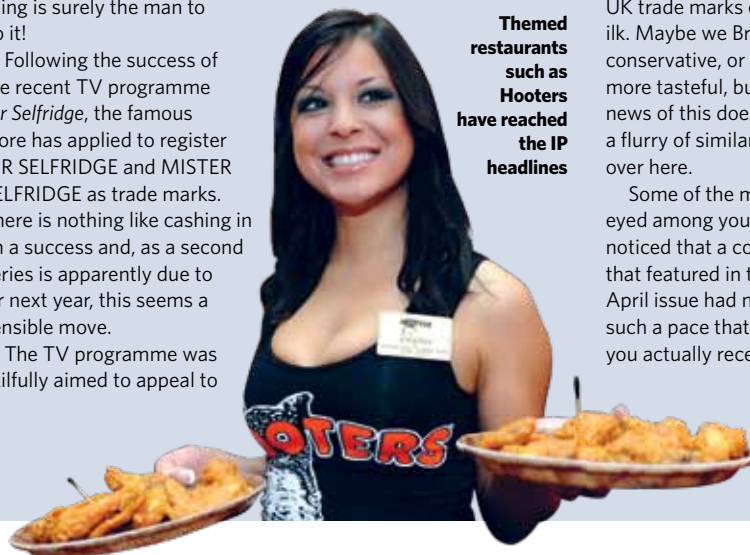 ing is surely the man to
o it!
Following the success of
e recent TV programme
r Selfridge, the famous
ore has applied to register
R SELFRIDGE and MISTER
ELFRIDGE as trade marks.
here is nothing like cashing in
n a success and, as a second
eries is apparently due to
r next year, this seems a
ensible move.
The TV programme was
ilfully aimed to appeal to
Themed
restaurants
such as
Hooters
have reached
the IP
headlines
OOTERS
UK trade marks
ilk. Maybe we Br
conservative, or
more tasteful, bu
news of this doe
a flurry of similar
over here.
Some of the m
eyed among you
noticed that a co
that featured in t
April issue had m
such a pace that
you actually rece